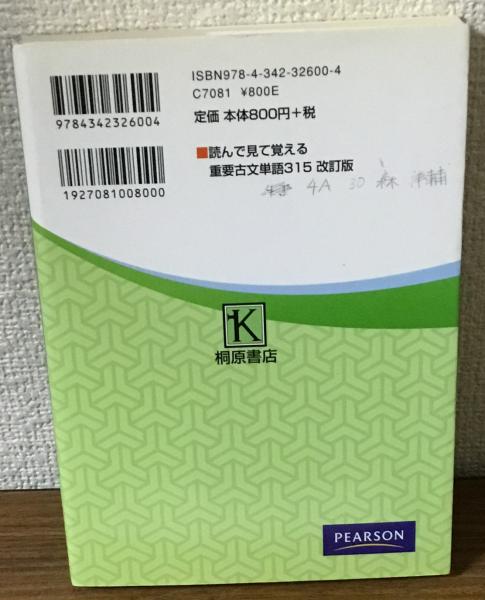 ISBN978-4-342-32600-4
C7081 ¥800E
定価 本体800円+税
9784342326004
1927081008000
■読んで見て覚える
重要古文単語315 改訂版
4A 30 森
K
桐原書店
PEARSON